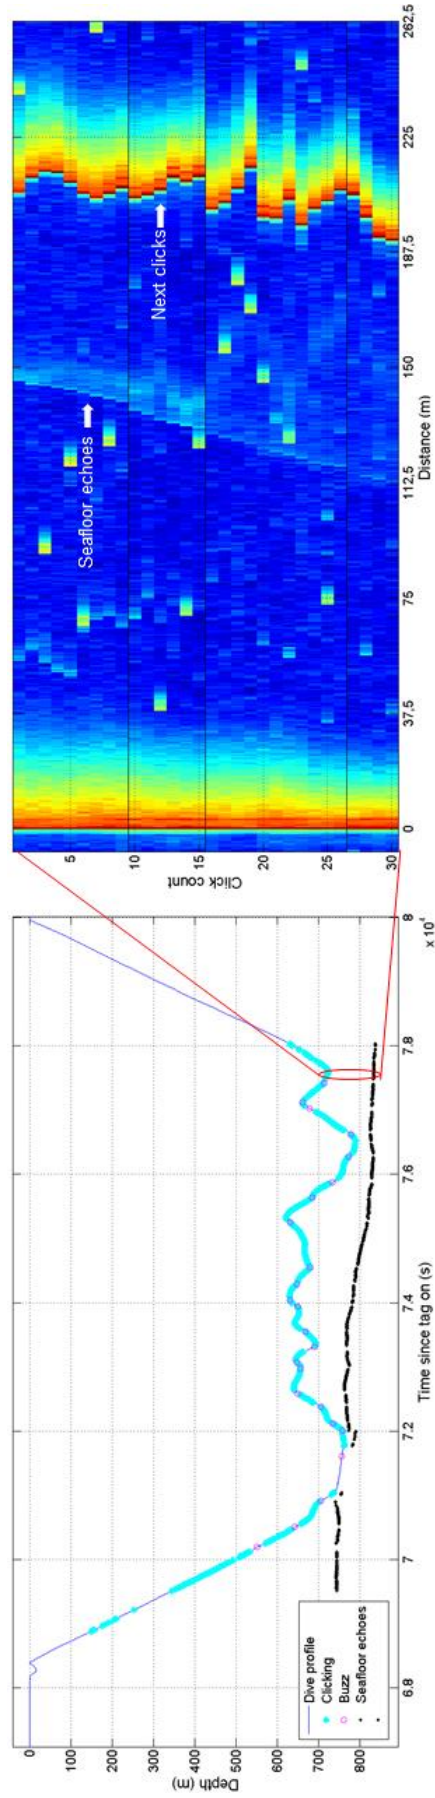 0
100
200
300
400
500
600
700
800
Depth (m)
6.8
7
7.2
7.4
7.6
7.8
8
x 10⁴
Time since tag on (s)
Dive profile
Clicking
Buzz
Seafloor echoes
5
10
15
20
25
30
Click count
0
37.5
75
112.5
150
187.5
225
262.5
Distance (m)
Seafloor echoes
Next clicks